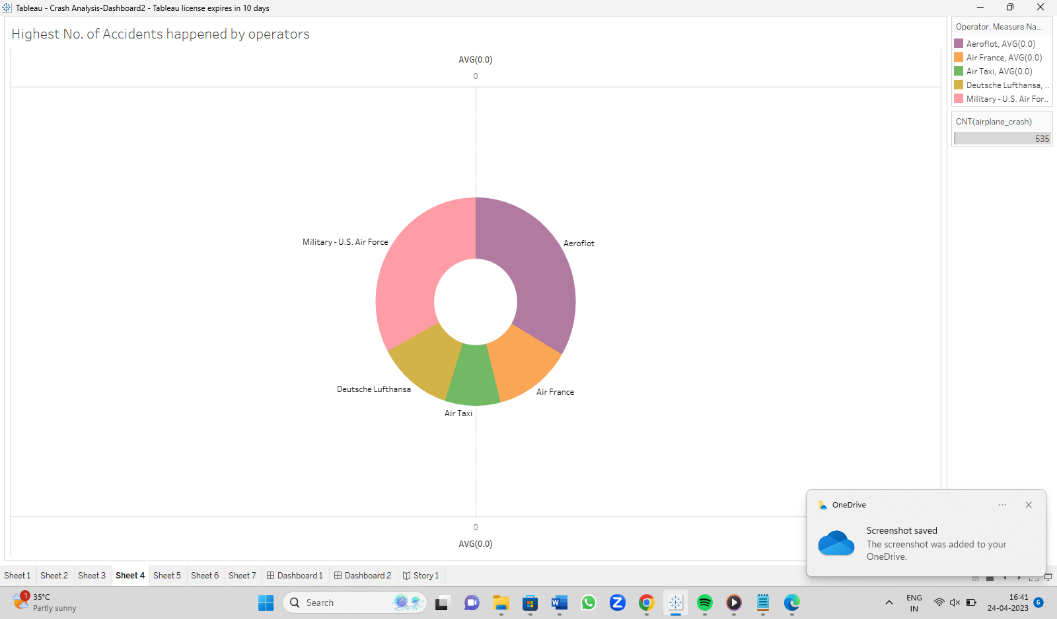 Tableau - Crash Analysis-Dashboard2 - Tableau license expires in 10 days
Highest No. of Accidents happened by operators
AVG(0.0)
0
Operator, Measure Na...
Aeroflot, AVG(0.0)
Air France, AVG(0.0)
Air Taxi, AVG(0.0)
Deutsche Lufthansa, ..
Military - U.S. Air For..
CNT(airplane_crash)
535
Military - U.S. Air Force
Aeroflot
Deutsche Lufthansa
Air France
Air Taxi
0
AVG(0.0)
OneDrive
Screenshot saved
The screenshot was added to your
OneDrive.
Sheet 1 Sheet 2 Sheet 3 Sheet 4 Sheet 5 Sheet 6 Sheet 7 Dashboard 1 Dashboard 2 Story 1
1
35°C
Partly sunny
Search
ENG
IN
16:41
24-04-2023
6